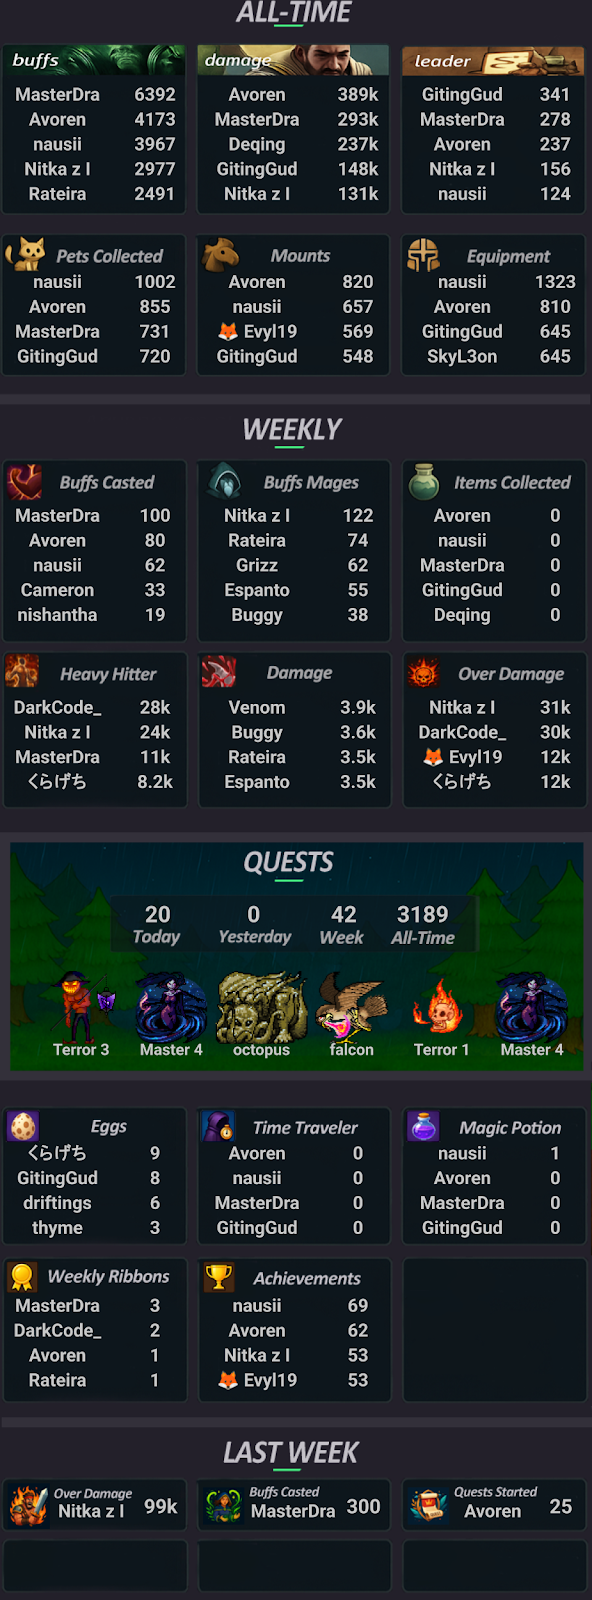 ALL-TIME
buffs
MasterDra 6392
Avoren 4173
nausii 3967
Nitka z I 2977
Rateira 2491
damage
Avoren 389k
MasterDra 293k
Deqing 237k
GitingGud 148k
Nitka z I 131k
leader
GitingGud 341
MasterDra 278
Avoren 237
Nitka z I 156
nausii 124
Pets Collected
nausii 1002
Avoren 855
MasterDra 731
GitingGud 720
Mounts
Avoren 820
nausii 657
🦊 Evyl19 569
GitingGud 548
Equipment
nausii 1323
Avoren 810
GitingGud 645
SkyL3on 645
WEEKLY
Buffs Casted
MasterDra 100
Avoren 80
nausii 62
Cameron 33
nishantha 19
Buffs Mages
Nitka z I 122
Rateira 74
Grizz 62
Espanto 55
Buggy 38
Items Collected
Avoren 0
nausii 0
MasterDra 0
GitingGud 0
Deqing 0
Heavy Hitter
DarkCode_ 28k
Nitka z I 24k
MasterDra 11k
くらげち 8.2k
Damage
Venom 3.9k
Buggy 3.6k
Rateira 3.5k
Espanto 3.5k
Over Damage
Nitka z I 31k
DarkCode_ 30k
🦊 Evyl19 12k
くらげち 12k
QUESTS
20 0 42 3189
Today Yesterday Week All-Time
Terror 3 Master 4 octopus falcon Terror 1 Master 4
Eggs
くらげち 9
GitingGud 8
driftings 6
thyme 3
Time Traveler
Avoren 0
nausii 0
MasterDra 0
GitingGud 0
Magic Potion
nausii 1
Avoren 0
MasterDra 0
GitingGud 0
Weekly Ribbons
MasterDra 3
DarkCode_ 2
Avoren 1
Rateira 1
Achievements
nausii 69
Avoren 62
Nitka z I 53
🦊 Evyl19 53
LAST WEEK
Over Damage
Nitka z I 99k
Buffs Casted
MasterDra 300
Quests Started
Avoren 25